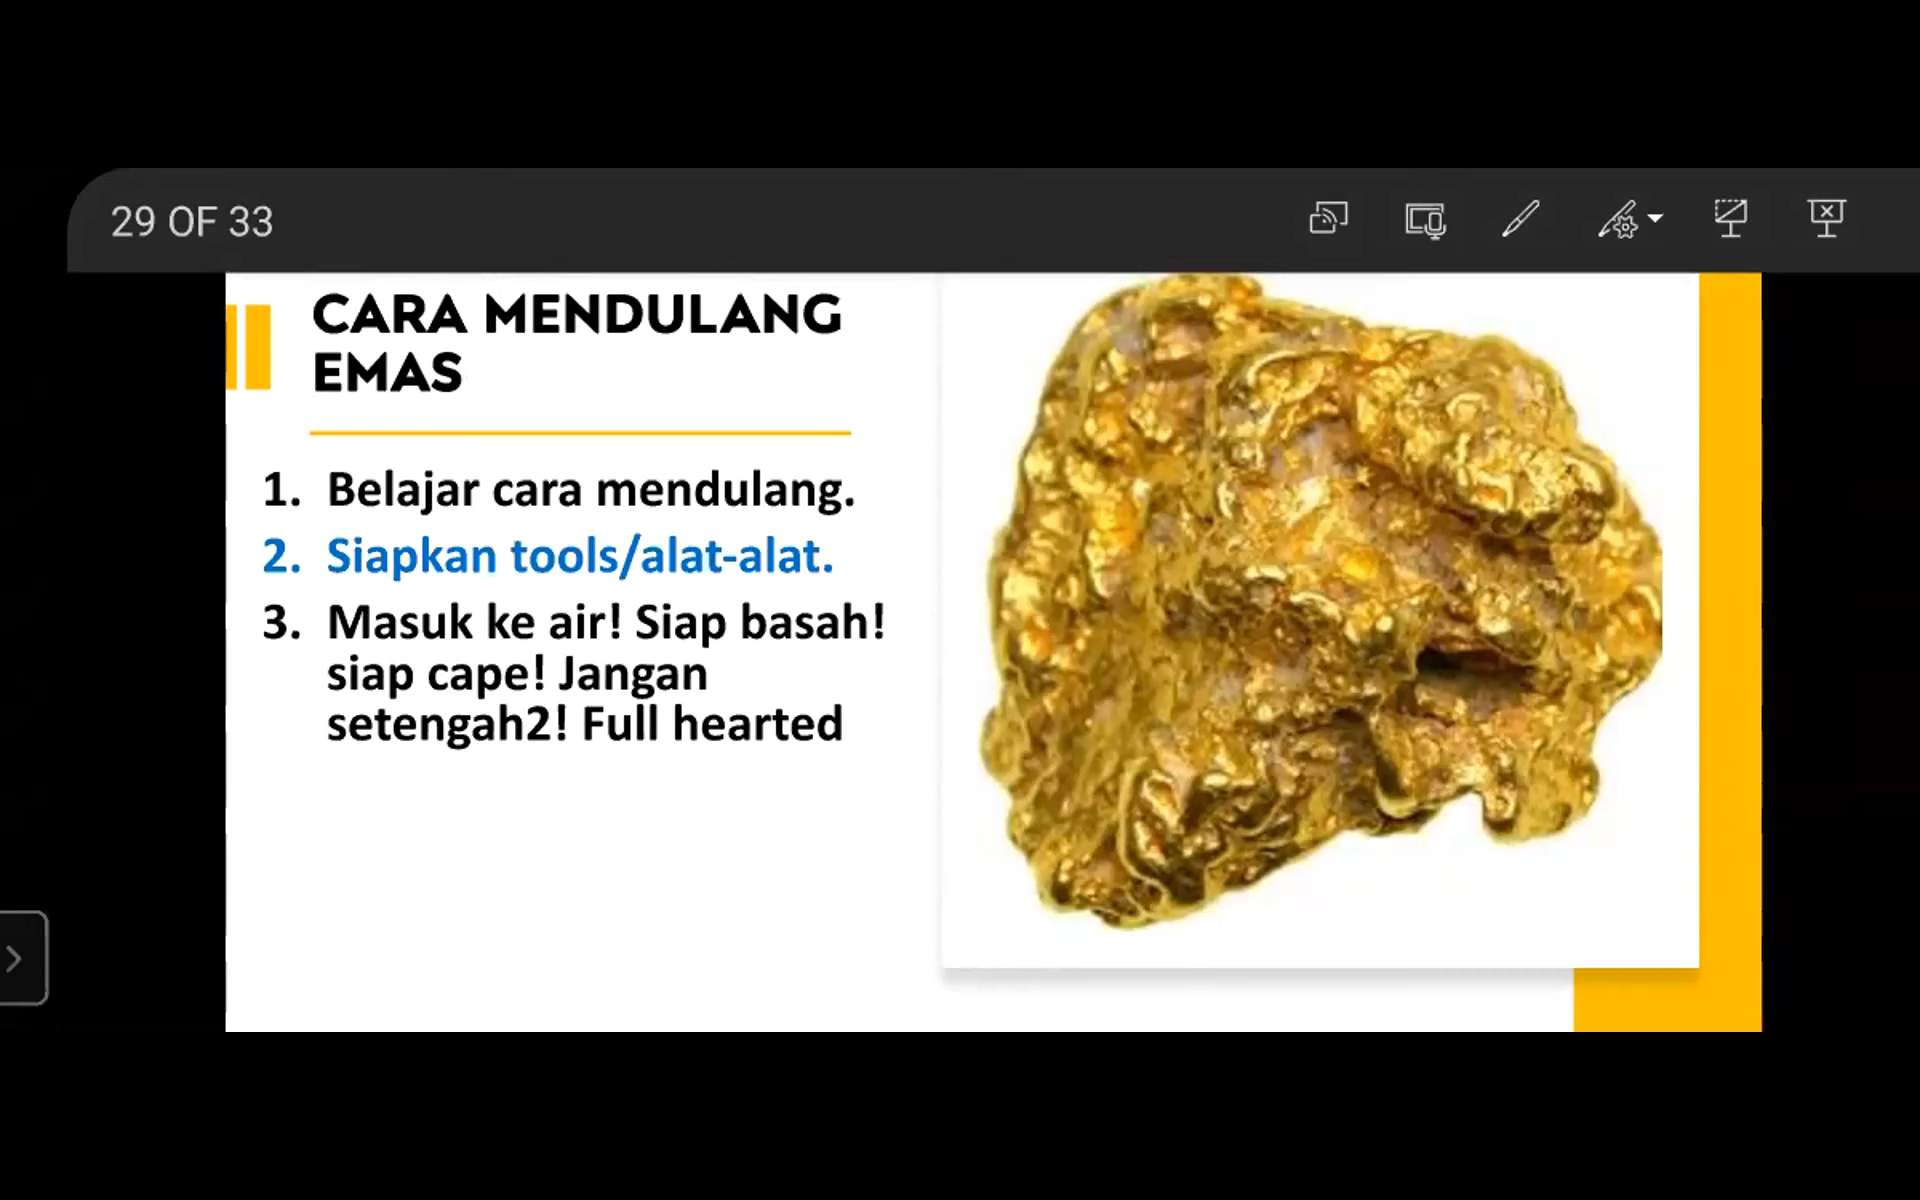 29 OF 33
CARA MENDULANG
EMAS
1. Belajar cara mendulang.
2. Siapkan tools/alat-alat.
3. Masuk ke air! Siap basah!
siap cape! Jangan
setengah2! Full hearted